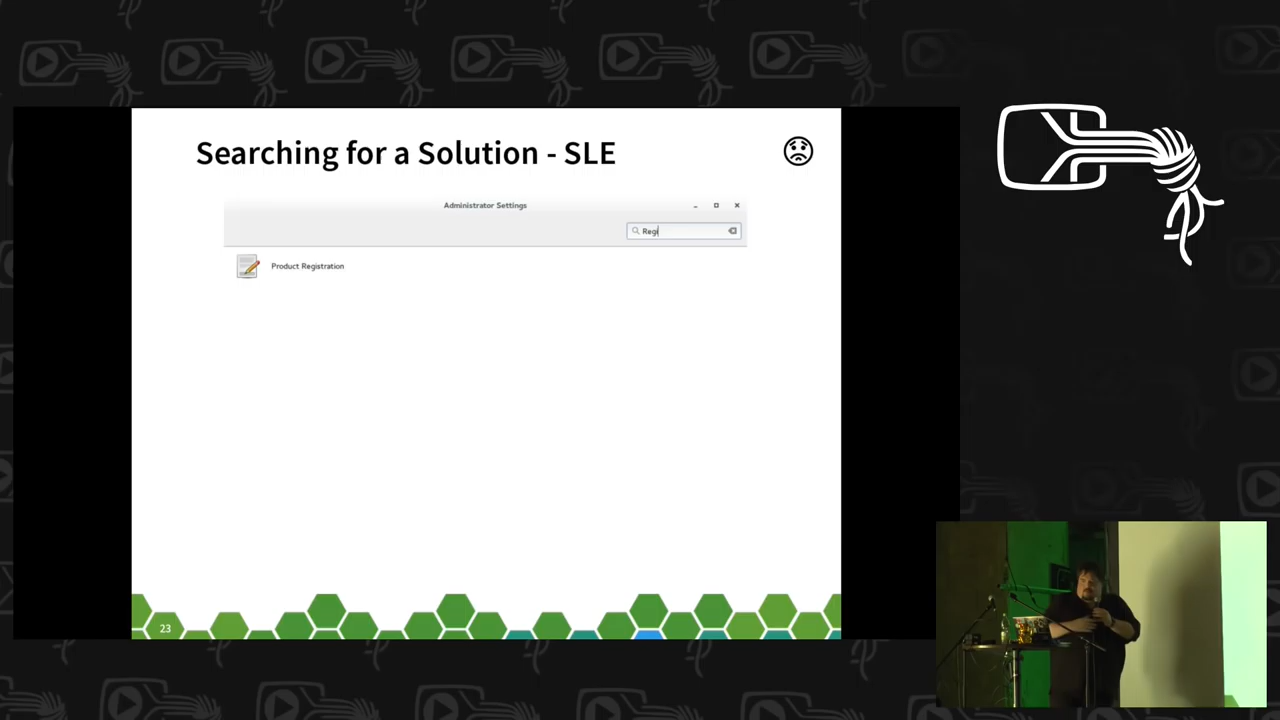 Searching for a Solution - SLE
Administrator Settings
Regi
Product Registration
23